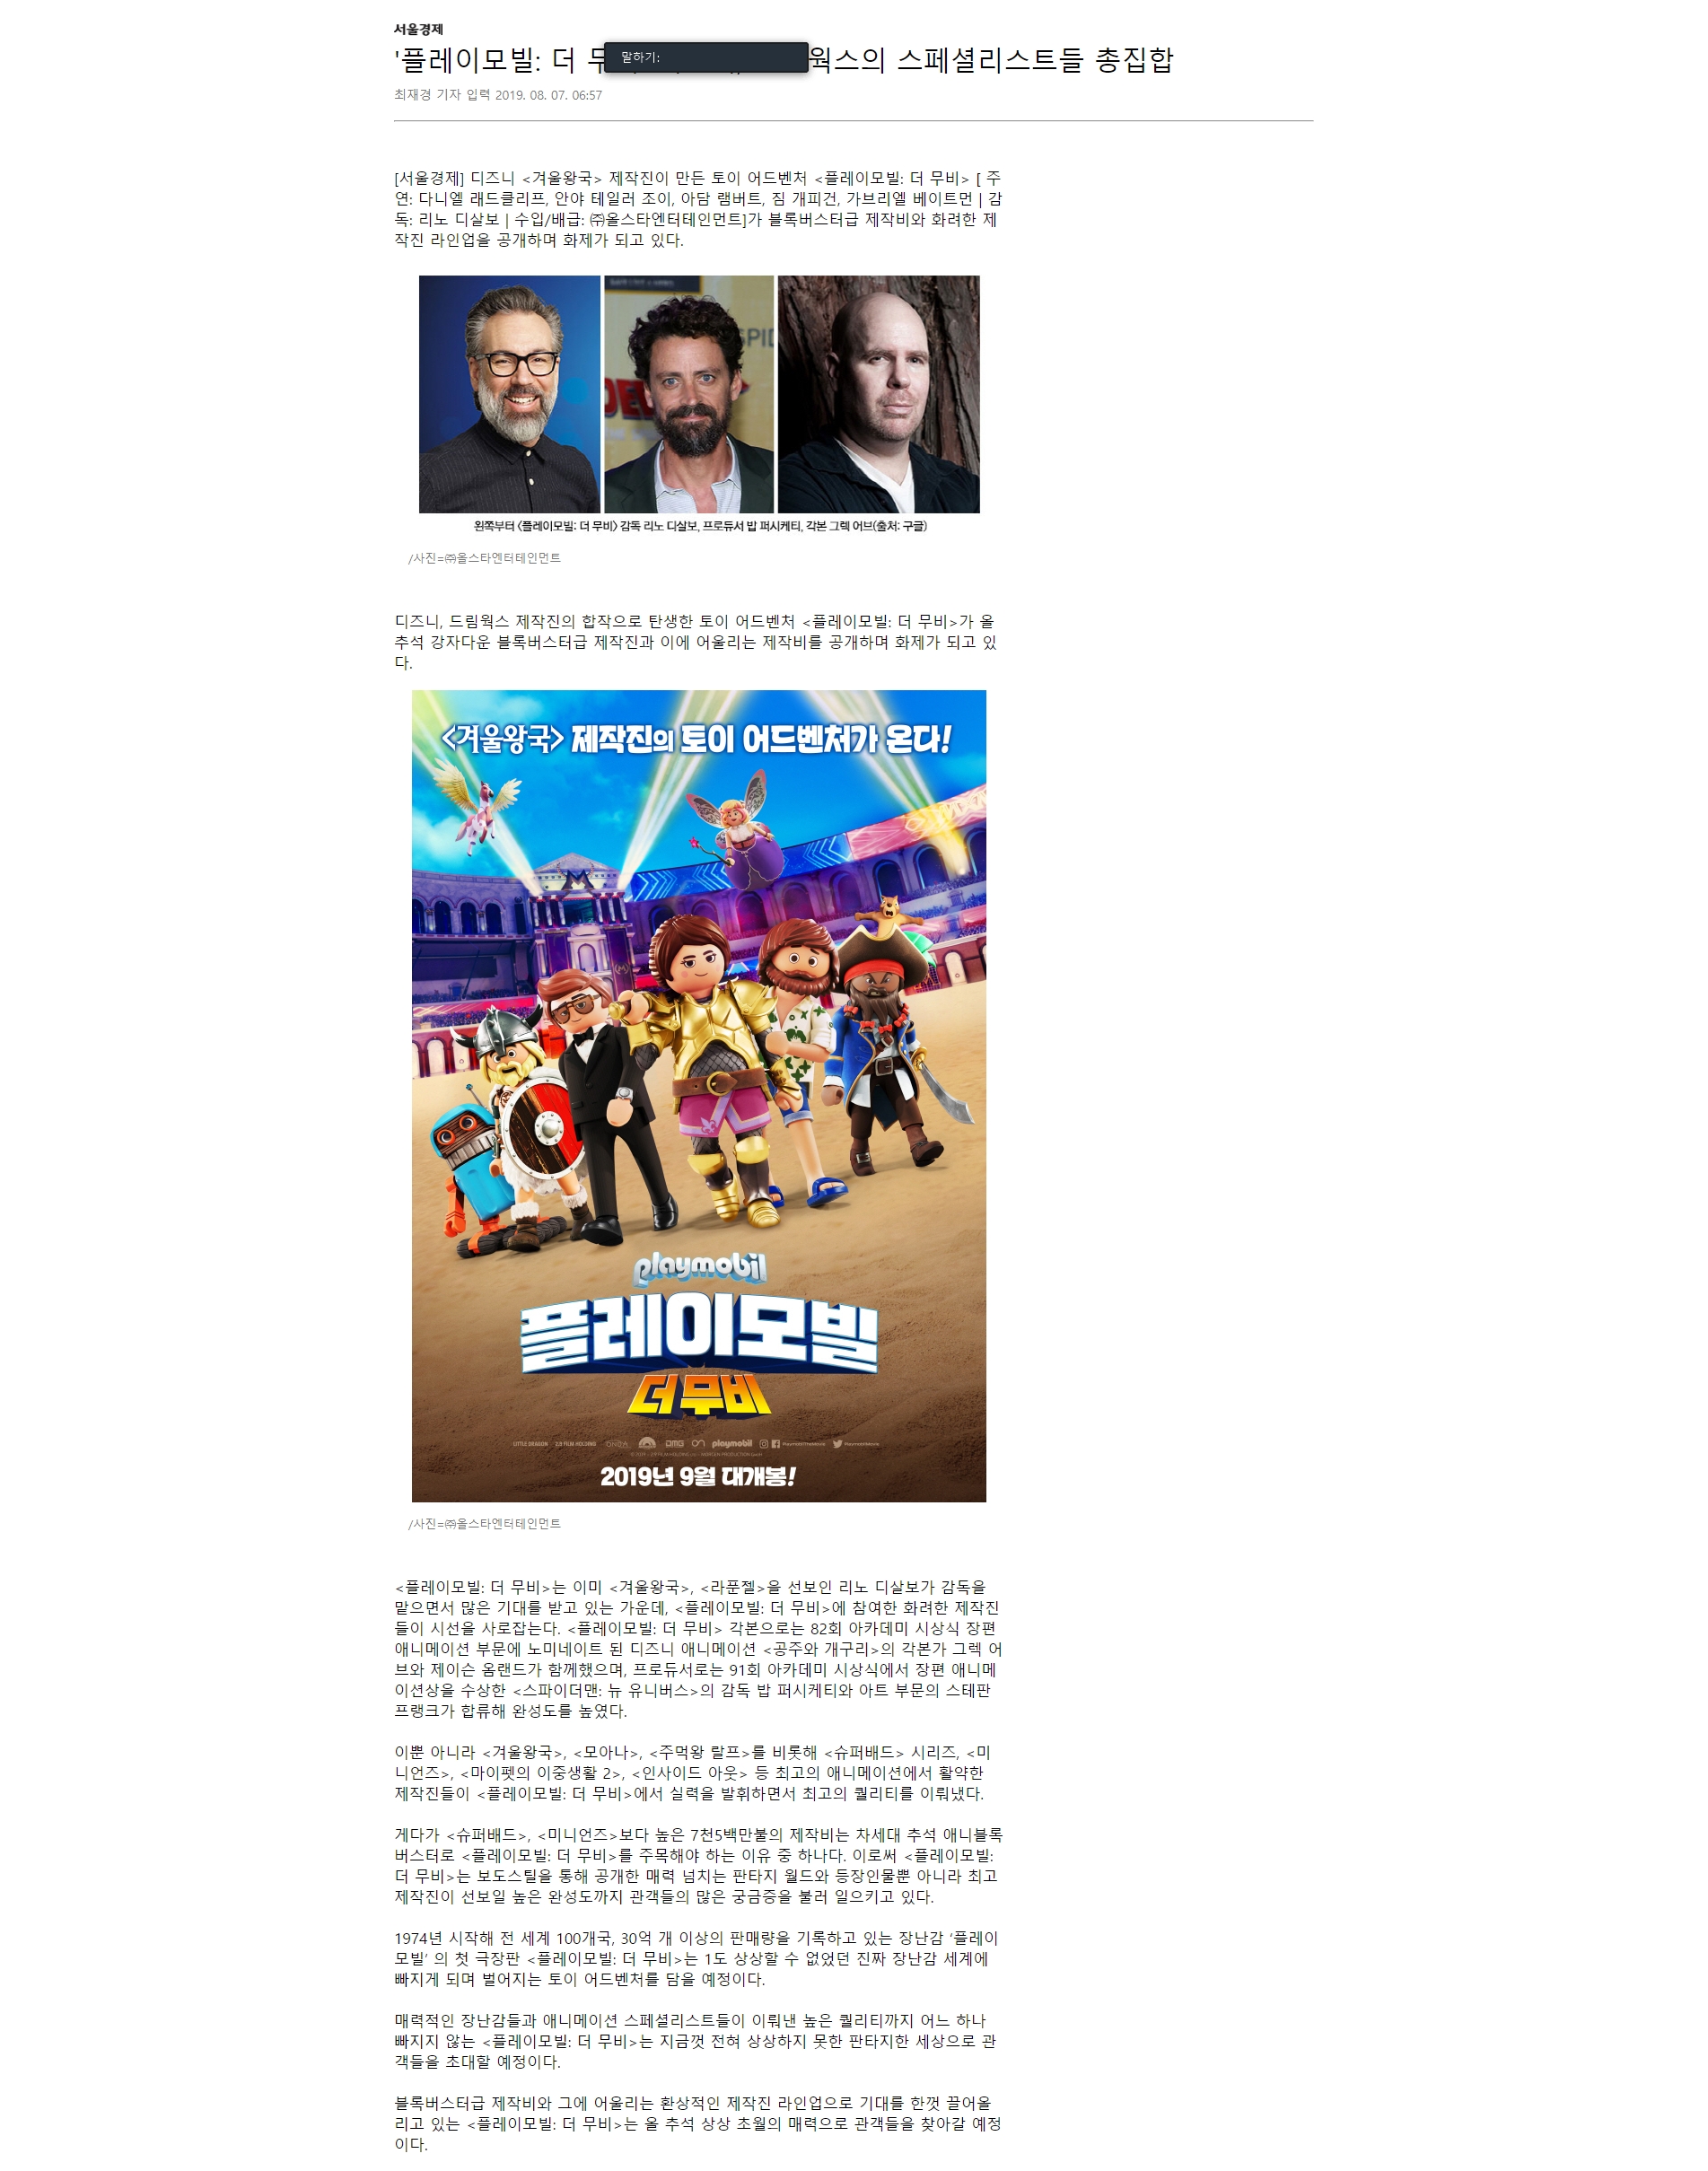 서울경제
'플레이모빌: 더 웍스의 스페셜리스트들 총집합
말하기:
최재경 기자 입력 2019. 08. 07. 06:57
[서울경제] 디즈니 <겨울왕국> 제작진이 만든 토이 어드벤처 <플레이모빌: 더 무비> [ 주
연: 다니엘 래드클리프, 안야 테일러 조이, 아담 램버트, 짐 개피건, 가브리엘 베이트먼 | 감
독: 리노 디살보 | 수입/배급: ㈜올스타엔터테인먼트]가 블록버스터급 제작비와 화려한 제
작진 라인업을 공개하며 화제가 되고 있다.
왼쪽부터 <플레이모빌: 더 무비> 감독 리노 디살보, 프로듀서 밥 퍼시케티, 각본 그렉 어브(출처: 구글)
/사진=㈜올스타엔터테인먼트
디즈니, 드림웍스 제작진의 합작으로 탄생한 토이 어드벤처 <플레이모빌: 더 무비>가 올
추석 강자다운 블록버스터급 제작진과 이에 어울리는 제작비를 공개하며 화제가 되고 있
다.
<겨울왕국> 제작진의 토이 어드벤처가 온다!
playmobil
플레이모빌
더 무비
LITTLE DRAGON 2.9 FILM HOLDING DMG playmobil
2019년 9월 대개봉!
/사진=㈜올스타엔터테인먼트
<플레이모빌: 더 무비>는 이미 <겨울왕국>, <라푼젤>을 선보인 리노 디살보가 감독을
맡으면서 많은 기대를 받고 있는 가운데, <플레이모빌: 더 무비>에 참여한 화려한 제작진
들이 시선을 사로잡는다. <플레이모빌: 더 무비> 각본으로는 82회 아카데미 시상식 장편
애니메이션 부문에 노미네이트 된 디즈니 애니메이션 <공주와 개구리>의 각본가 그렉 어
브와 제이슨 옴랜드가 함께했으며, 프로듀서로는 91회 아카데미 시상식에서 장편 애니메
이션상을 수상한 <스파이더맨: 뉴 유니버스>의 감독 밥 퍼시케티와 아트 부문의 스테판
프랭크가 합류해 완성도를 높였다.
이뿐 아니라 <겨울왕국>, <모아나>, <주먹왕 랄프>를 비롯해 <슈퍼배드> 시리즈, <미
니언즈>, <마이펫의 이중생활 2>, <인사이드 아웃> 등 최고의 애니메이션에서 활약한
제작진들이 <플레이모빌: 더 무비>에서 실력을 발휘하면서 최고의 퀄리티를 이뤄냈다.
게다가 <슈퍼배드>, <미니언즈>보다 높은 7천5백만불의 제작비는 차세대 추석 애니블록
버스터로 <플레이모빌: 더 무비>를 주목해야 하는 이유 중 하나다. 이로써 <플레이모빌:
더 무비>는 보도스틸을 통해 공개한 매력 넘치는 판타지 월드와 등장인물뿐 아니라 최고
제작진이 선보일 높은 완성도까지 관객들의 많은 궁금증을 불러 일으키고 있다.
1974년 시작해 전 세계 100개국, 30억 개 이상의 판매량을 기록하고 있는 장난감 ‘플레이
모빌’ 의 첫 극장판 <플레이모빌: 더 무비>는 1도 상상할 수 없었던 진짜 장난감 세계에
빠지게 되며 벌어지는 토이 어드벤처를 담을 예정이다.
매력적인 장난감들과 애니메이션 스페셜리스트들이 이뤄낸 높은 퀄리티까지 어느 하나
빠지지 않는 <플레이모빌: 더 무비>는 지금껏 전혀 상상하지 못한 판타지한 세상으로 관
객들을 초대할 예정이다.
블록버스터급 제작비와 그에 어울리는 환상적인 제작진 라인업으로 기대를 한껏 끌어올
리고 있는 <플레이모빌: 더 무비>는 올 추석 상상 초월의 매력으로 관객들을 찾아갈 예정
이다.